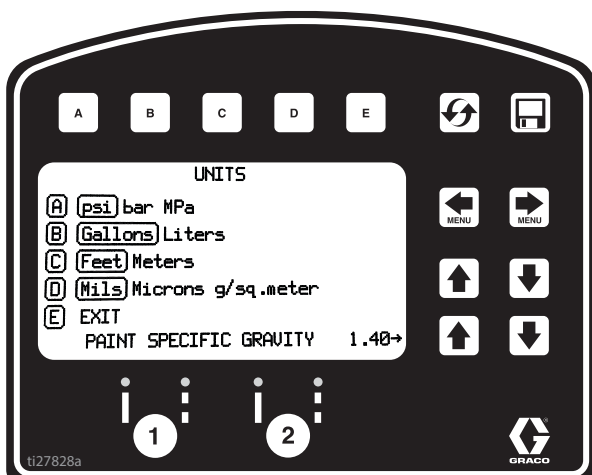 A B C D E
UNITS
A psi bar MPa
B Gallons Liters
C Feet Meters
D Mils Microns g/sq.meter
E EXIT
PAINT SPECIFIC GRAVITY 1.40→
MENU MENU
1 2
ti27828a
GRACO